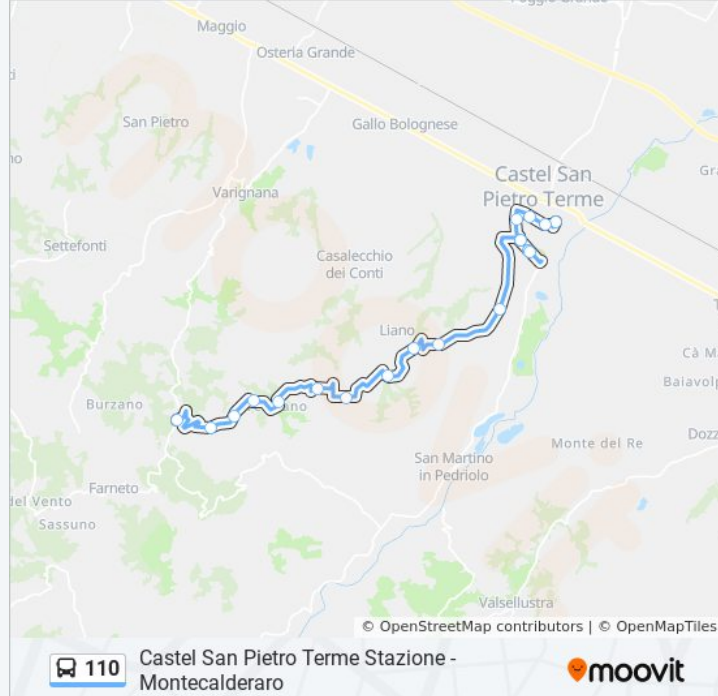 Maggio
Osteria Grande
San Pietro
Gallo Bolognese
Castel San
Pietro Terme
Gra
Varignana
Settefonti
Casalecchio
dei Conti
Liano
Cà M
Baiavolp
Burzano
ano
Dozz
Monte del Re
San Martino
in Pedriolo
Farneto
del Vento
Sassuno
Valsellustra
© OpenStreetMap contributors | © OpenMapTiles
110
Castel San Pietro Terme Stazione -
Montecalderaro
moovit